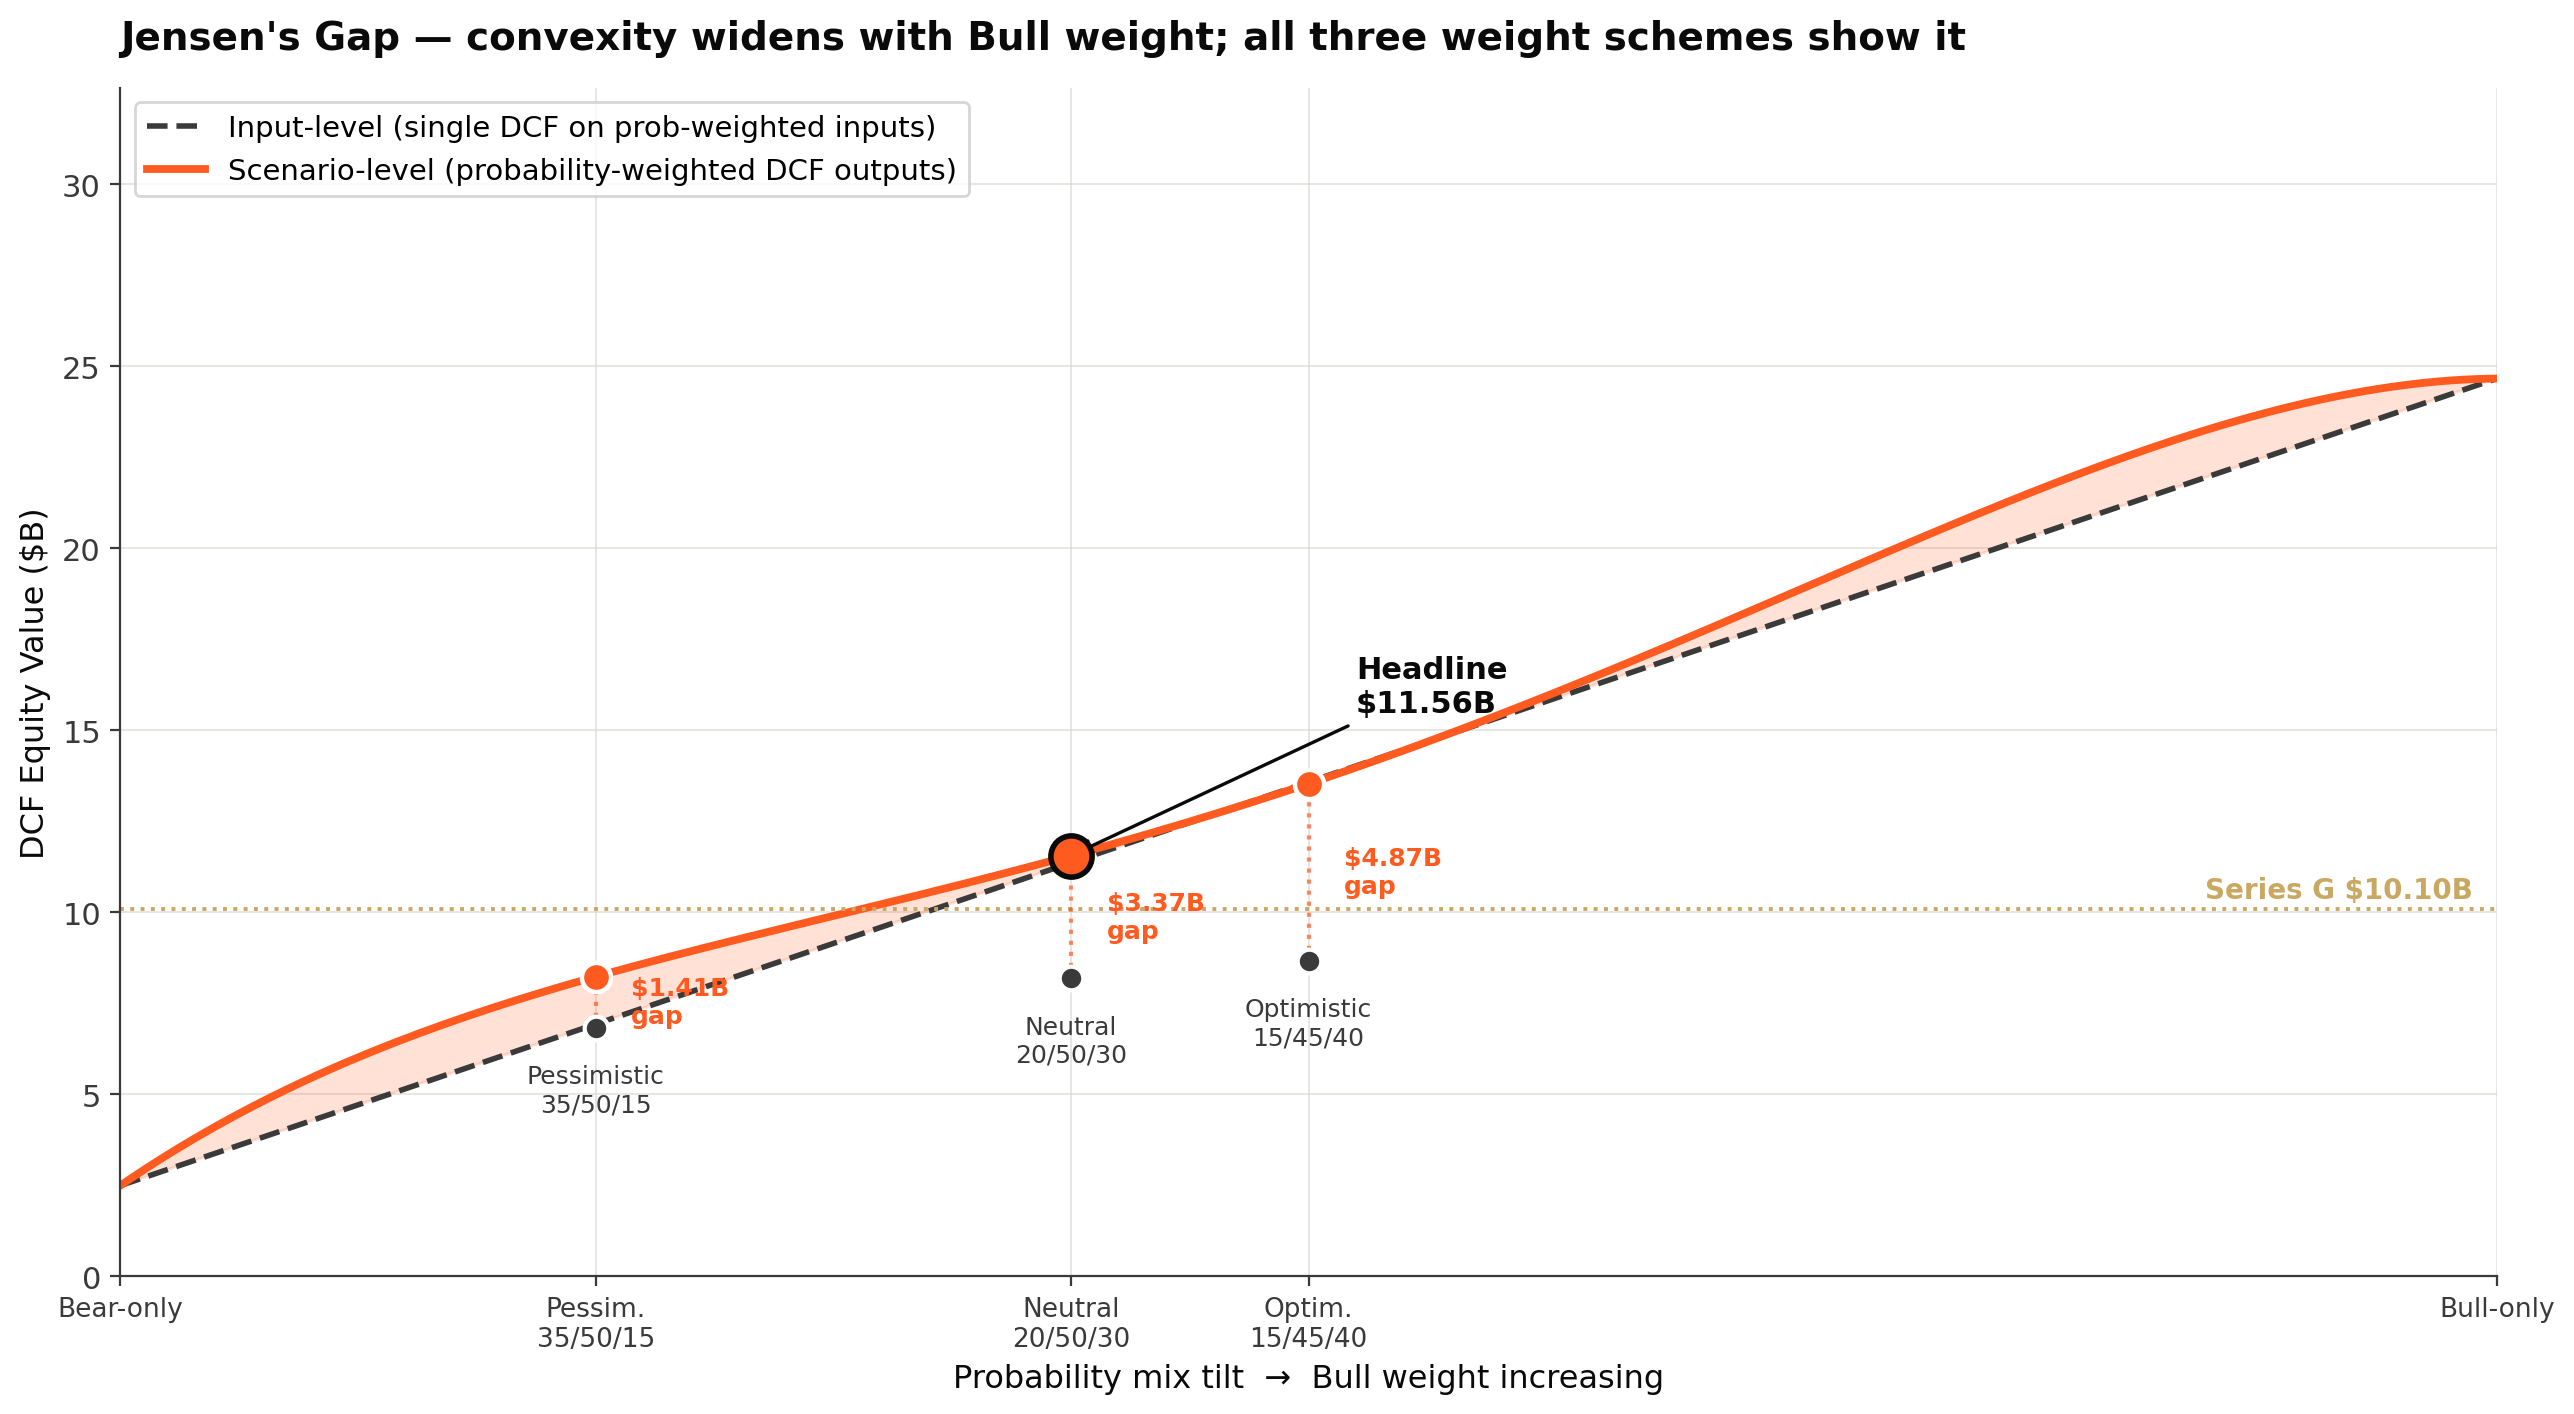 Jensen's Gap — convexity widens with Bull weight; all three weight schemes show it
Input-level (single DCF on prob-weighted inputs)
Scenario-level (probability-weighted DCF outputs)
DCF Equity Value ($B)
30
25
20
15
10
5
0
Headline
$11.56B
$4.87B
gap
Series G $10.10B
$3.37B
gap
$1.41B
gap
Optimistic
15/45/40
Neutral
20/50/30
Pessimistic
35/50/15
Bear-only
Pessim.
35/50/15
Neutral
20/50/30
Optim.
15/45/40
Bull-only
Probability mix tilt → Bull weight increasing